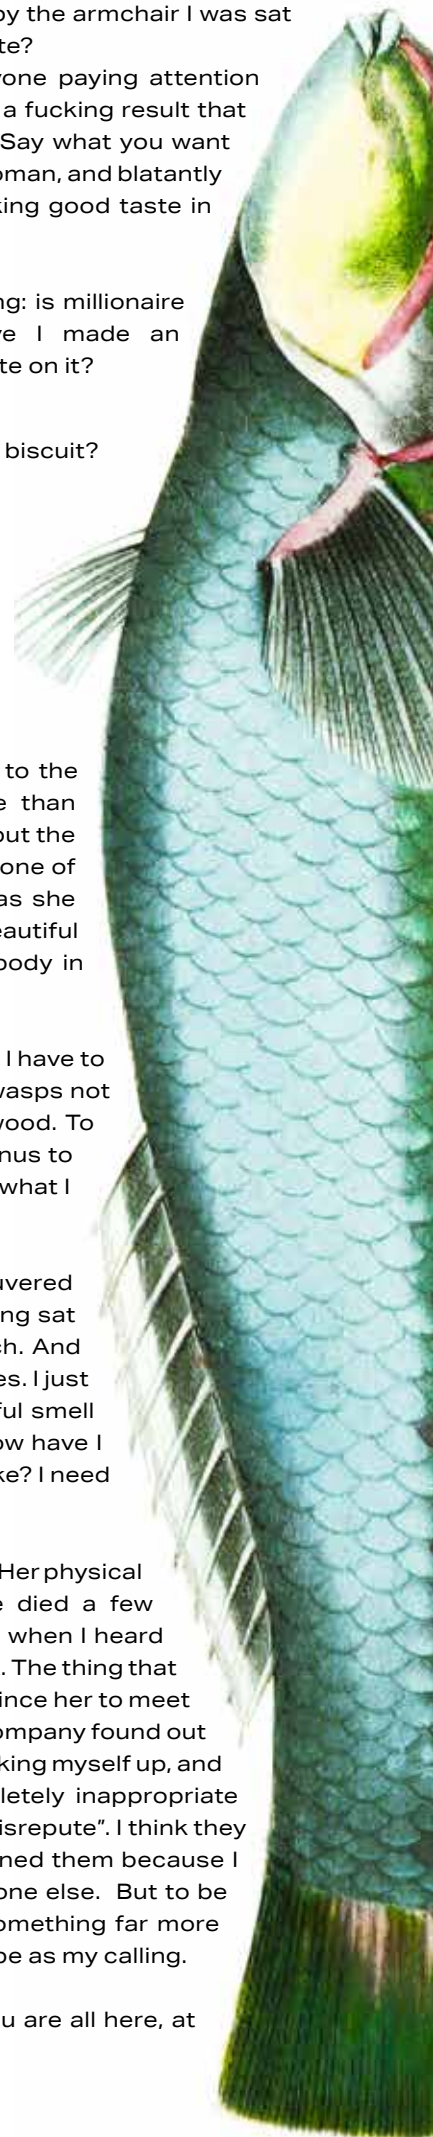 by the armchair I was sat
te?
one paying attention
a fucking result that
Say what you want
oman, and blatantly
king good taste in
ng: is millionaire
ve I made an
te on it?
biscuit?
to the
e than
out the
one of
as she
eautiful
body in
I have to
wasps not
wood. To
nus to
what I
uvered
ng sat
ch. And
es. I just
ful smell
ow have I
ke? I need
Her physical
e died a few
when I heard
. The thing that
ince her to meet
ompany found out
king myself up, and
letely inappropriate
isrepute”. I think they
ned them because I
one else. But to be
omething far more
be as my calling.
u are all here, at